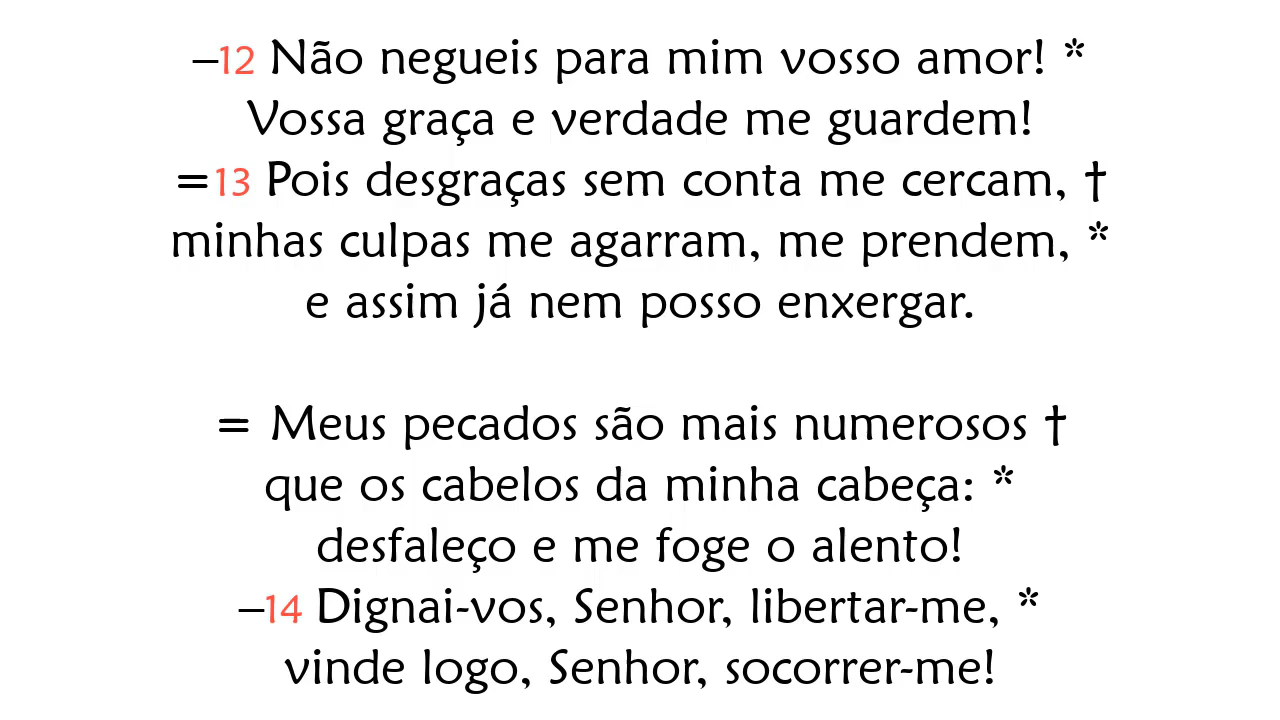 –12 Não negueis para mim vosso amor! *
Vossa graça e verdade me guardem!
=13 Pois desgraças sem conta me cercam, †
minhas culpas me agarram, me prendem, *
e assim já nem posso enxergar.
= Meus pecados são mais numerosos †
que os cabelos da minha cabeça: *
desfaleço e me foge o alento!
–14 Dignai-vos, Senhor, libertar-me, *
vinde logo, Senhor, socorrer-me!